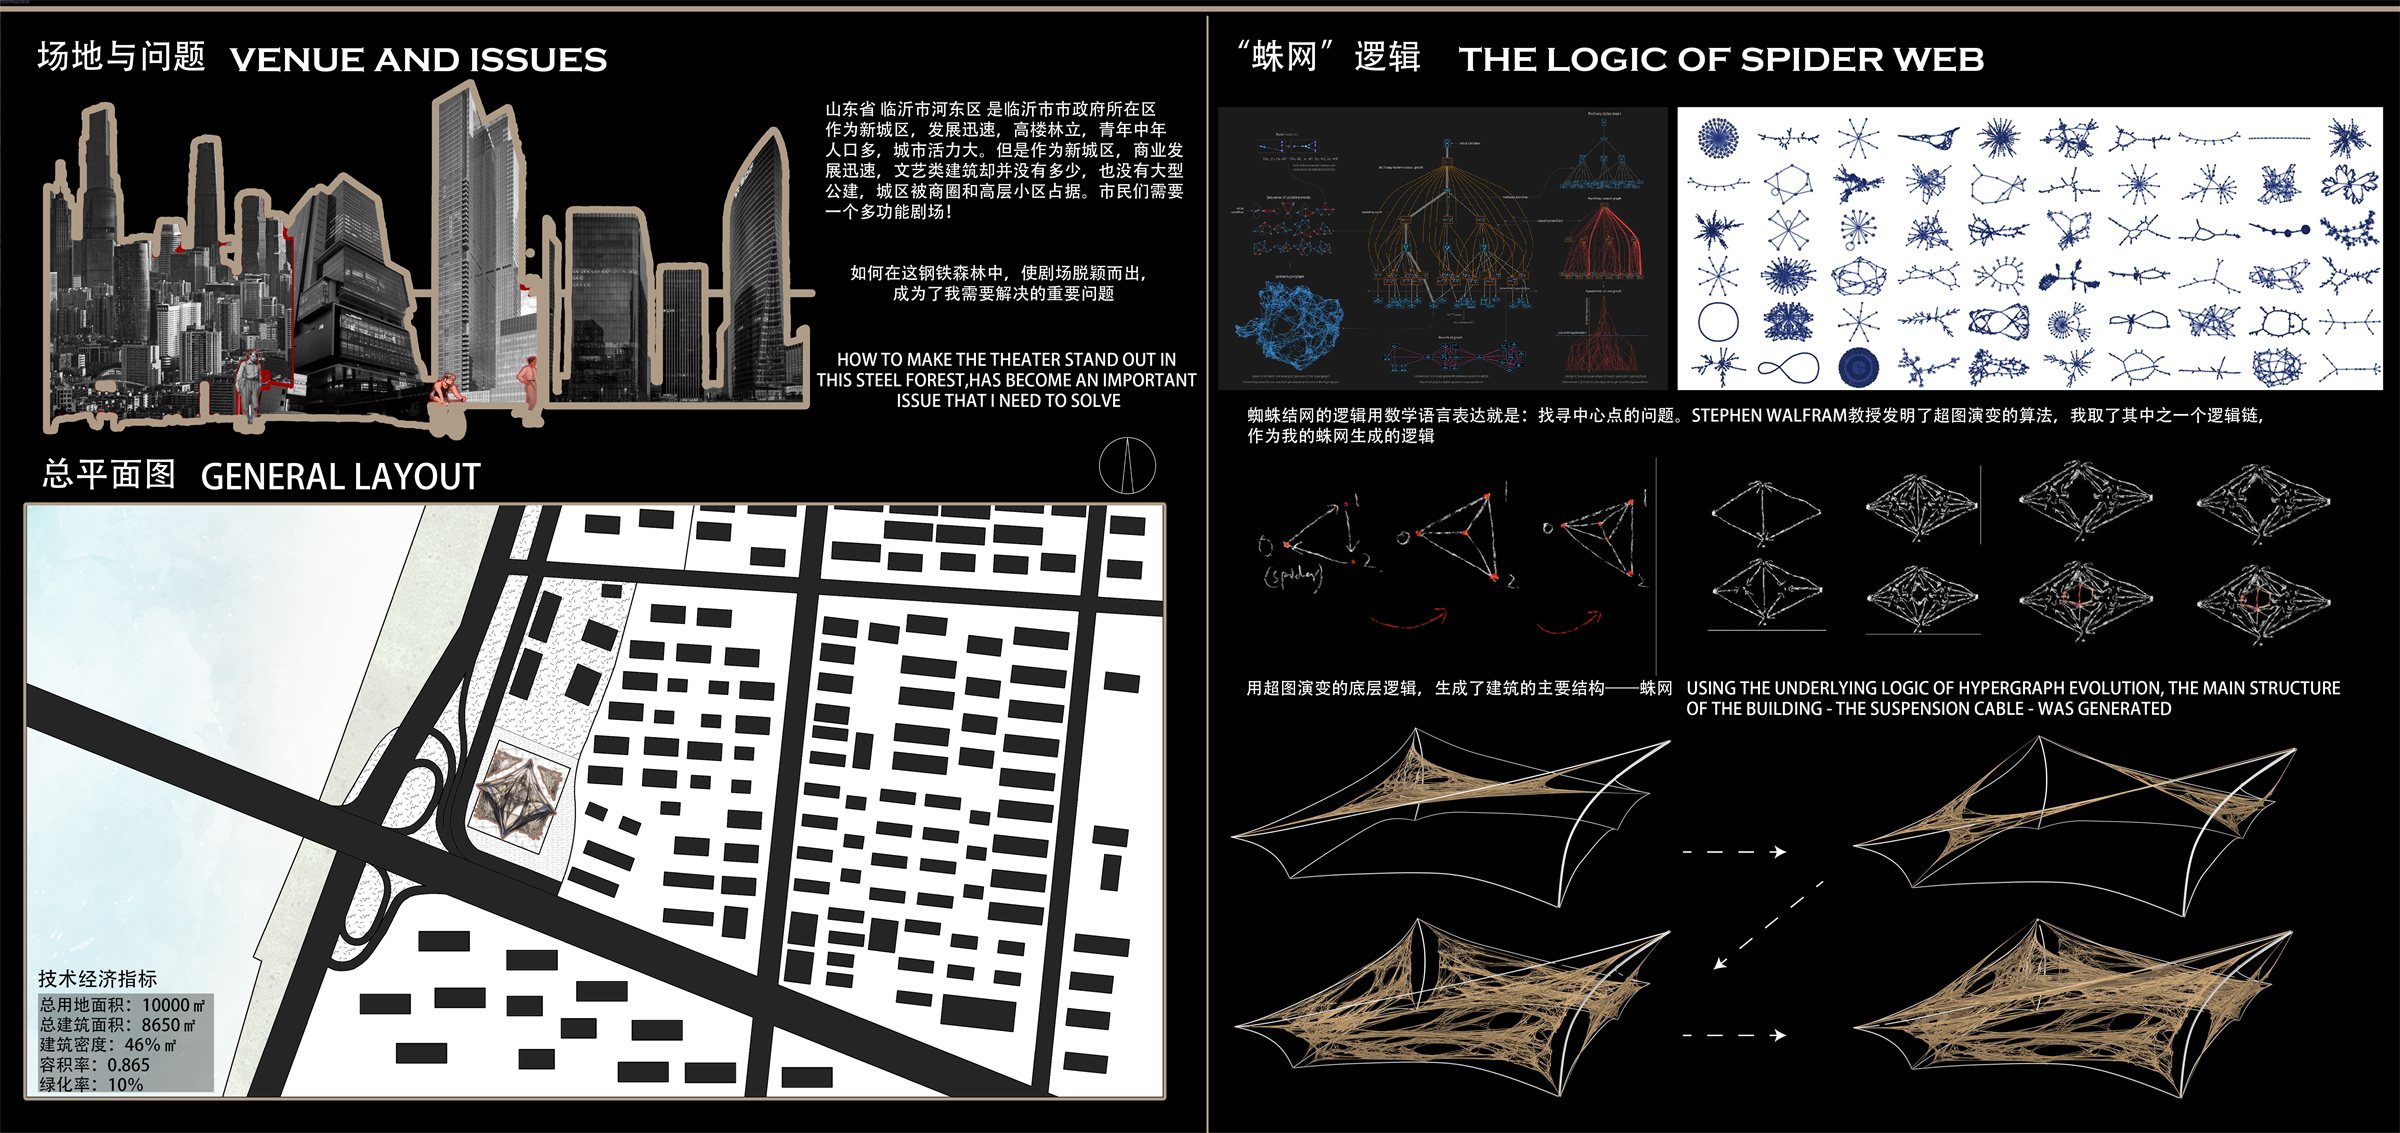 场地与问题 VENUE AND ISSUES
山东省 临沂市河东区 是临沂市市政府所在区
作为新城区，发展迅速，高楼林立，青年中年
人口多，城市活力大。但是作为新城区，商业发
展迅速，文艺类建筑却并没有多少，也没有大型
公建，城区被商圈和高层小区占据。市民们需要
一个多功能剧场！
如何在这钢铁森林中，使剧场脱颖而出，
成为了我需要解决的重要问题
HOW TO MAKE THE THEATER STAND OUT IN
THIS STEEL FOREST,HAS BECOME AN IMPORTANT
ISSUE THAT I NEED TO SOLVE
总平面图 GENERAL LAYOUT
技术经济指标
总用地面积：10000㎡
总建筑面积：8650㎡
建筑密度：46%㎡
容积率：0.865
绿化率：10%
“蛛网”逻辑 THE LOGIC OF SPIDER WEB
蜘蛛结网的逻辑用数学语言表达就是：找寻中心点的问题。STEPHEN WALFRAM教授发明了超图演变的算法，我取了其中之一个逻辑链，
作为我的蛛网生成的逻辑
0 1 2
(spider)
0 1 2
0 1 2
用超图演变的底层逻辑，生成了建筑的主要结构——蛛网
USING THE UNDERLYING LOGIC OF HYPERGRAPH EVOLUTION, THE MAIN STRUCTURE
OF THE BUILDING - THE SUSPENSION CABLE - WAS GENERATED